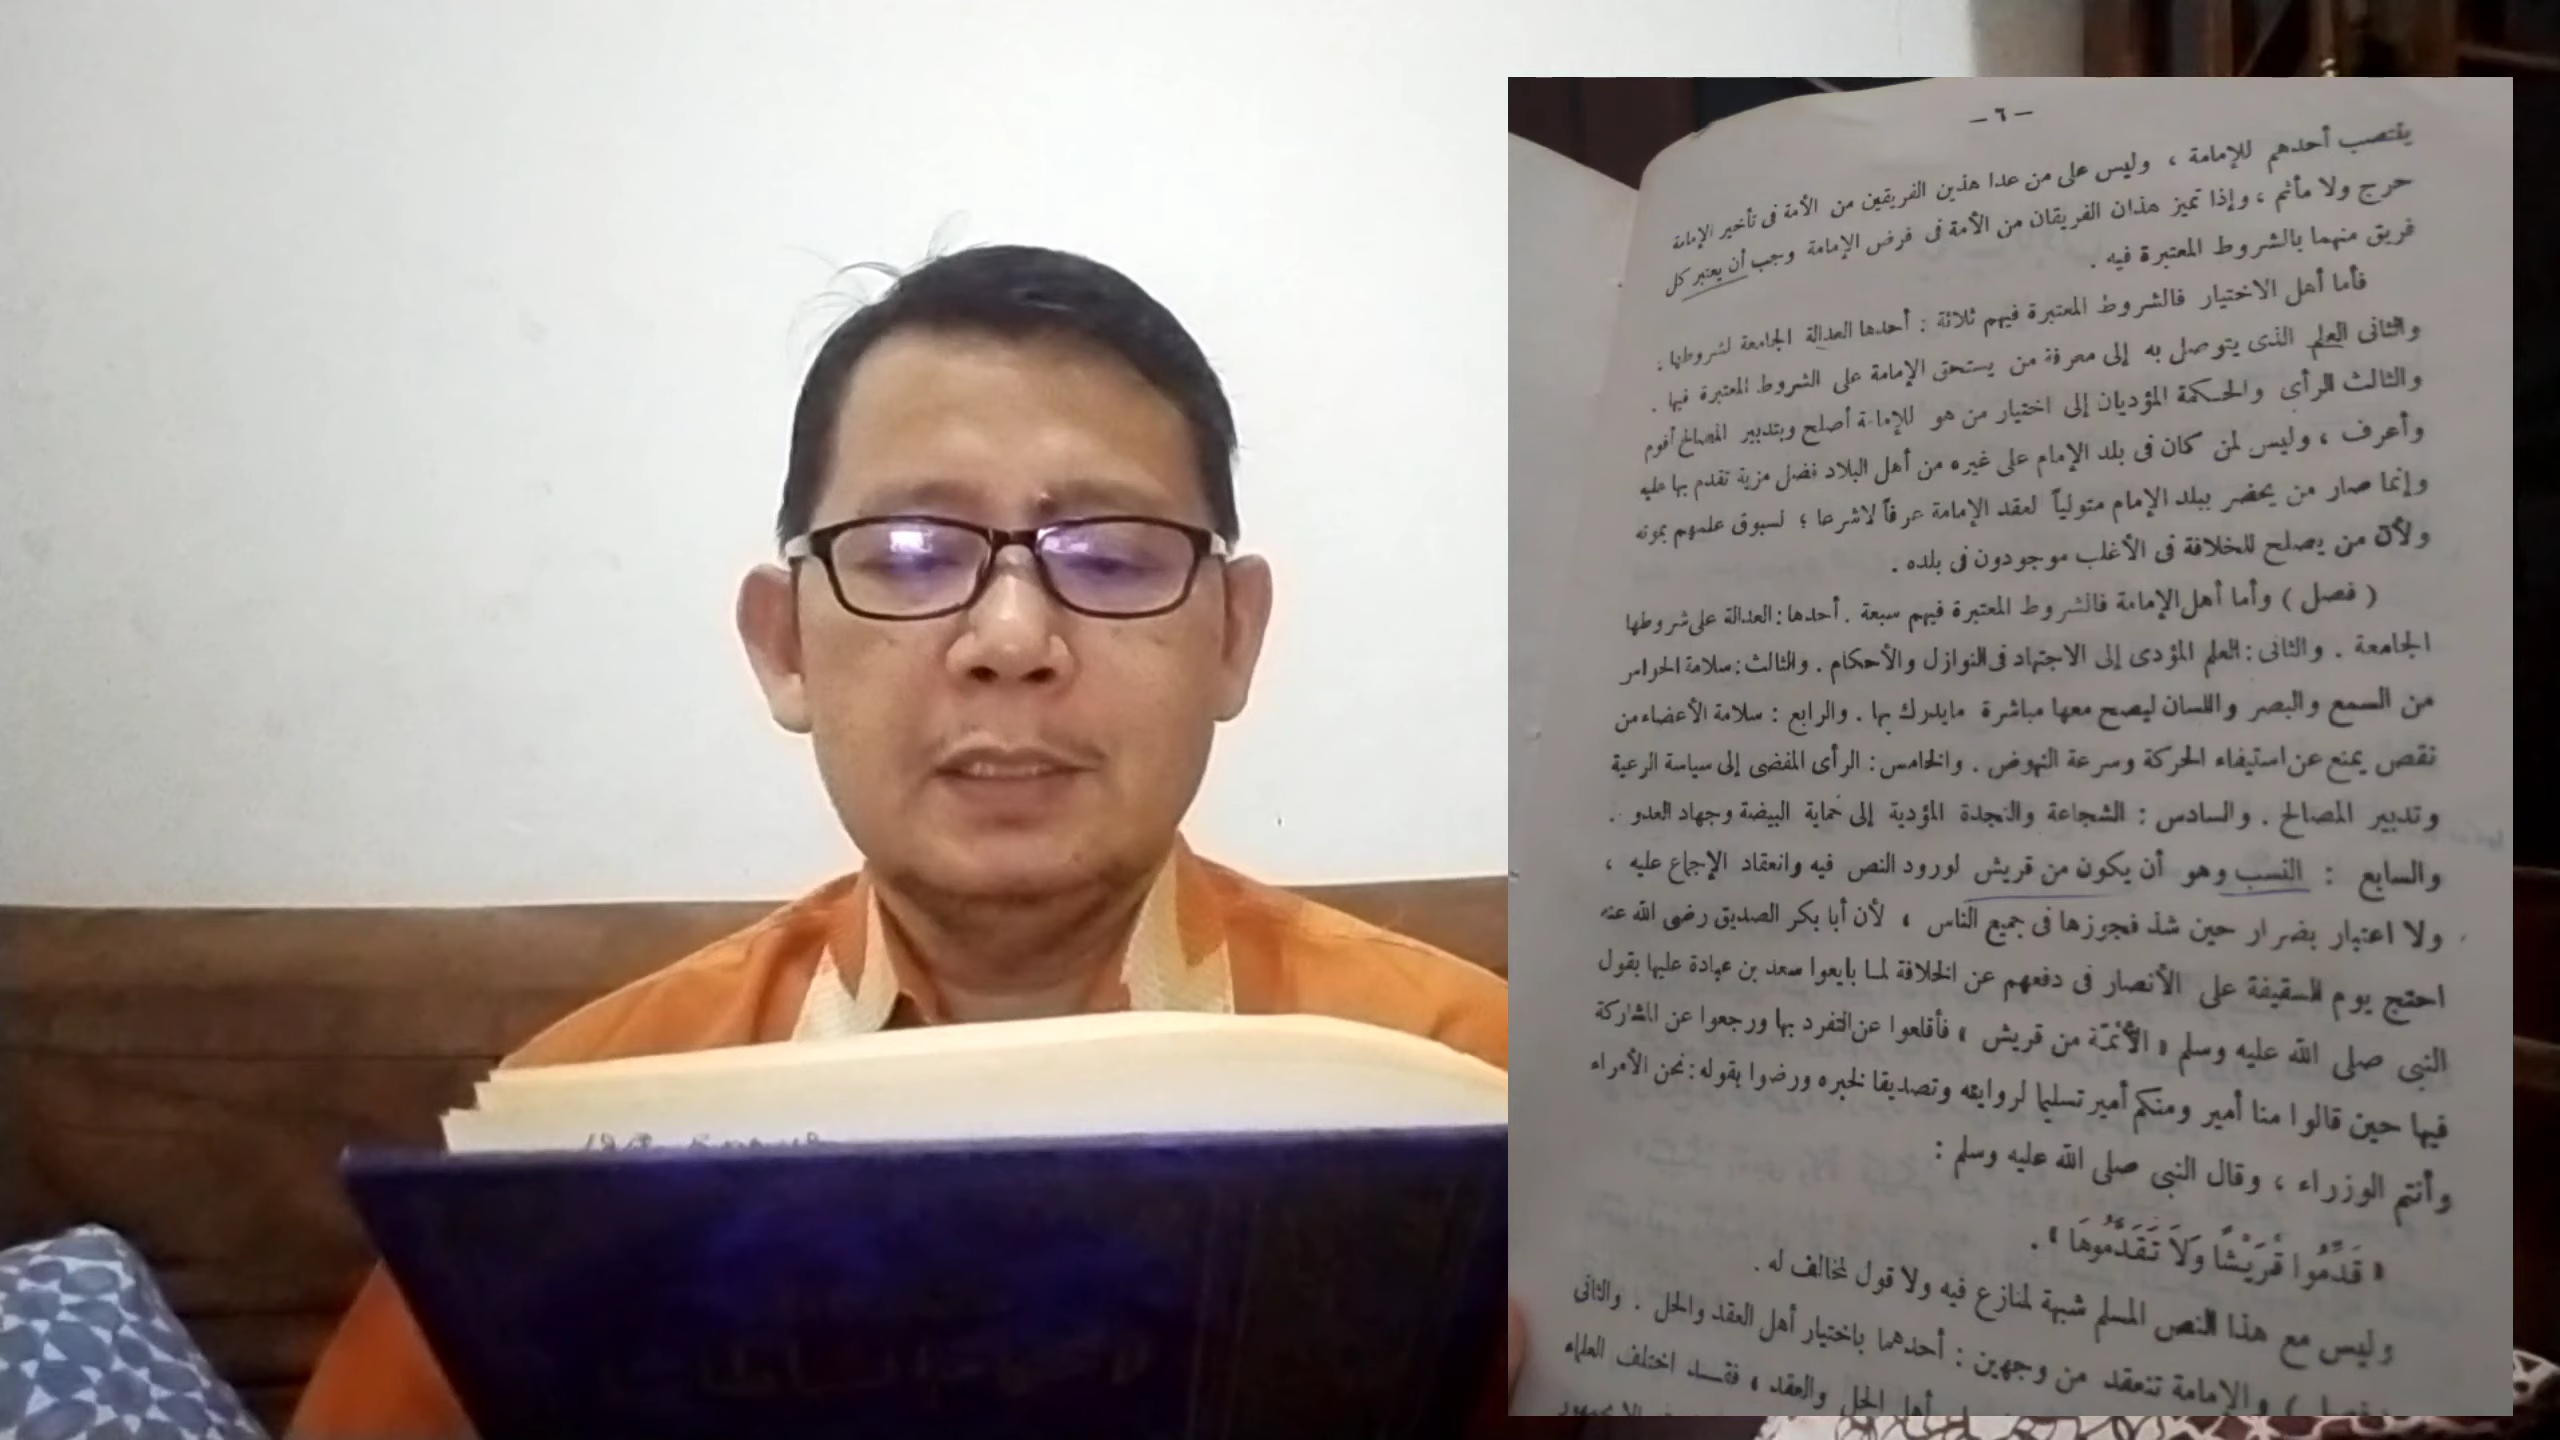 — ٦ —
ينتصب أحدهم للإمامة ، وليس على من عدا هذين الفريقين من الأمة فى تأخير الإمامة
حرج ولا مأثم ، وإذا تميز هذان الفريقان من الأمة فى فرض الإمامة وجب أن يعتبر كل
فريق منهما بالشروط المعتبرة فيه .
فأما أهل الاختيار فالشروط المعتبرة فيهم ثلاثة : أحدها العدالة الجامعة لشروطها :
والثانى العلم الذى يتوصل به إلى معرفة من يستحق الإمامة على الشروط المعتبرة فيها .
والثالث الرأى والحكمة المؤديان إلى اختيار من هو للإمامة أصلح وبتدبير المصالح أقوم
وأعرف ، وليس لمن كان فى بلد الإمام على غيره من أهل البلاد فضل مزية تقدم بها عليه
وإنما صار من يحضر ببلد الإمام متولياً لعقد الإمامة عرفاً لاشرعا ؛ لسبوق علمهم بموته
ولأن من يصلح للخلافة فى الأغلب موجودون فى بلده .
( فصل ) وأما أهل الإمامة فالشروط المعتبرة فيهم سبعة . أحدها : العدالة على شروطها
الجامعة . والثانى : العلم المؤدى إلى الاجتهاد فى النوازل والأحكام . والثالث : سلامة الحواس
من السمع والبصر واللسان ليصح معها مباشرة مايدرك بها . والرابع : سلامة الأعضاء من
نقص يمنع عن استيفاء الحركة وسرعة النهوض . والخامس : الرأى المفضى إلى سياسة الرعية
وتدبير المصالح . والسادس : الشجاعة والنجدة المؤدية إلى حماية البيضة وجهاد العدو .
والسابع : النسب وهو أن يكون من قريش لورود النص فيه وانعقاد الإجماع عليه ،
ولا اعتبار بضرار حين شذ فجوزها فى جميع الناس ، لأن أبا بكر الصديق رضى الله عنه
احتج يوم السقيفة على الأنصار فى دفعهم عن الخلافة لما بايعوا سعد بن عبادة عليها بقول
النبى صلى الله عليه وسلم « الأئمة من قريش » فأقلعوا عن التفرد بها ورجعوا عن المشاركة
فيها حين قالوا منا أمير ومنكم أمير تسليما لروايته وتصديقا لخبره ورضوا بقوله : نحن الأمراء
وأنتم الوزراء ، وقال النبى صلى الله عليه وسلم :
« قَدِّمُوا قُرَيْشًا وَلاَ تَقَدَّمُوهَا » .
وليس مع هذا النص المسلم شبهة لمنازع فيه ولا قول لمخالف له .
( فصل ) والإمامة تنعقد من وجهين : أحدهما باختيار أهل العقد والحل . والثانى
أهل الحل والعقد ، فقد اختلف العلماء